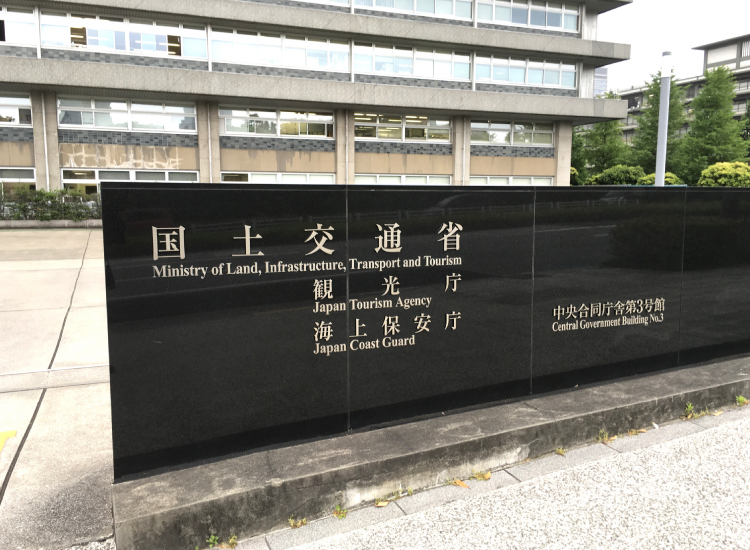 国土交通省
Ministry of Land, Infrastructure, Transport and Tourism
観光庁
Japan Tourism Agency
海上保安庁
Japan Coast Guard
中央合同庁舎第3号館
Central Government Building No.3